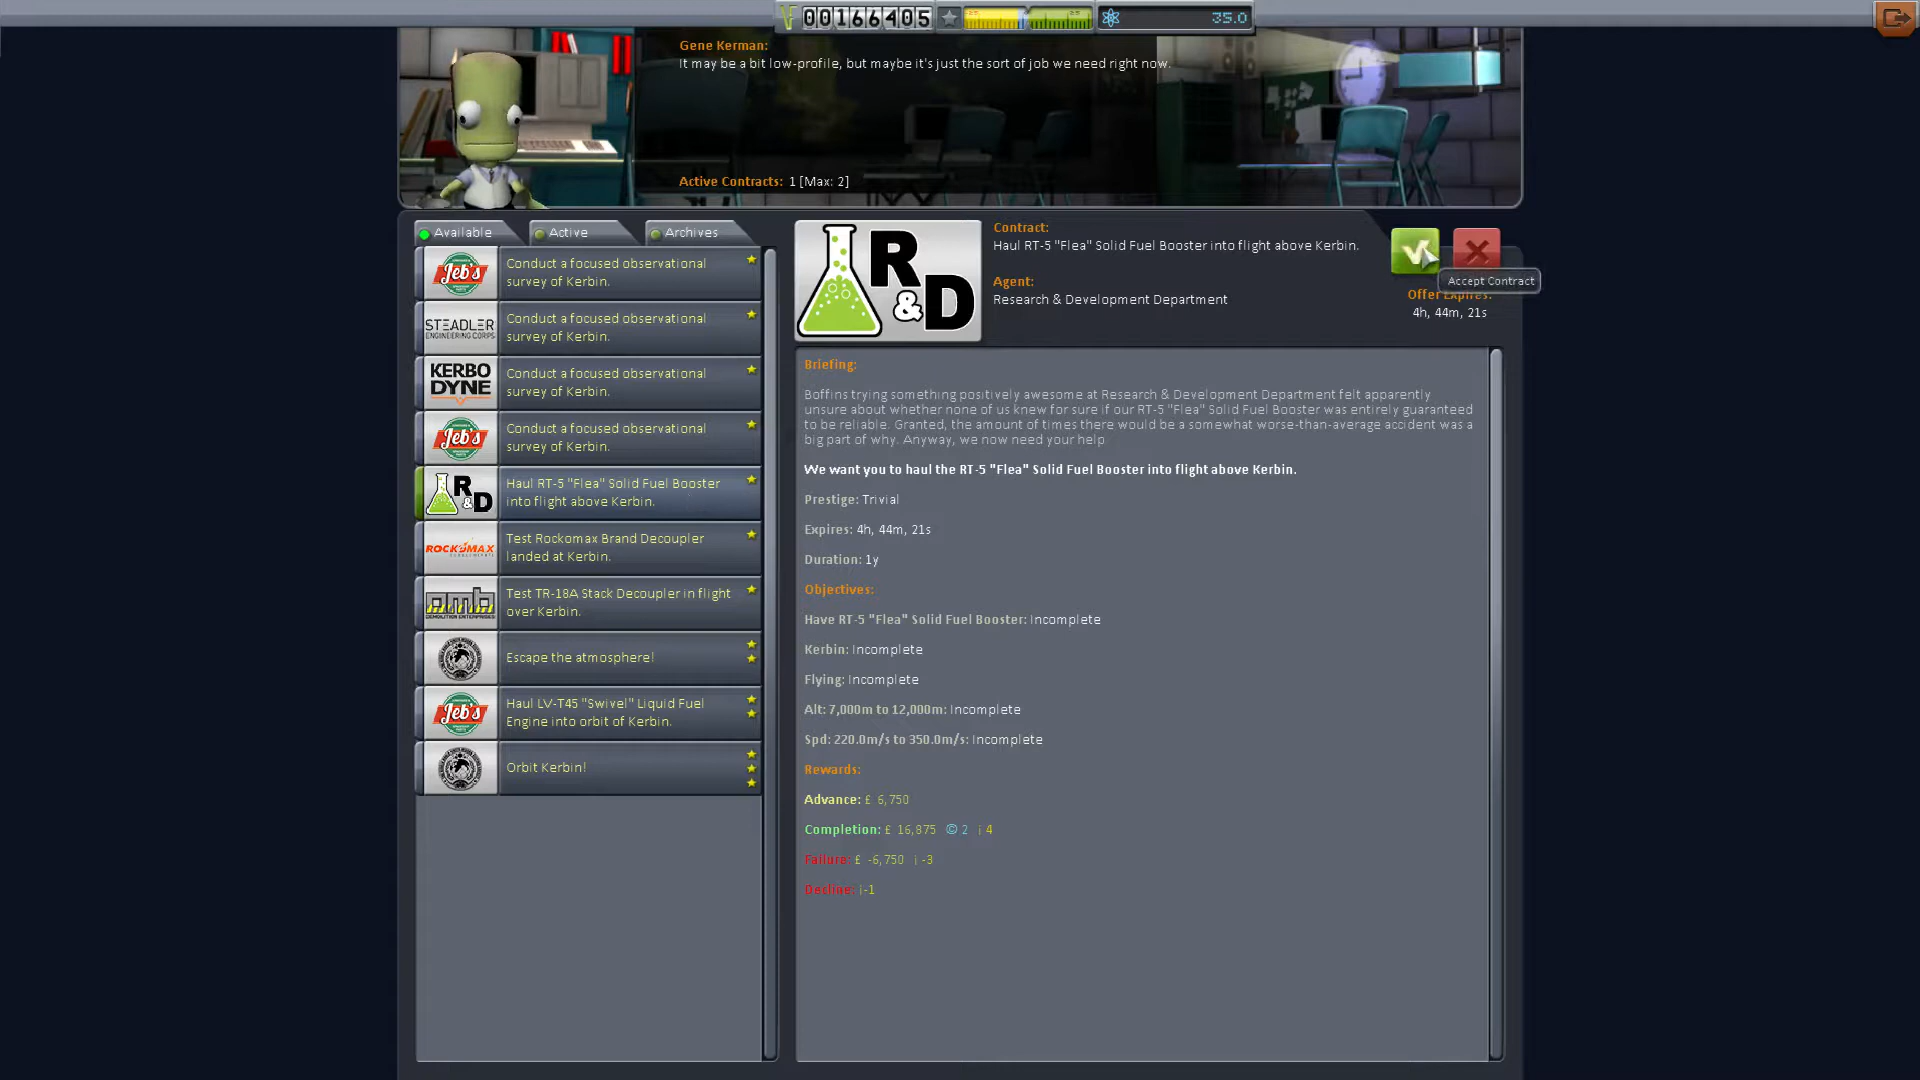 00166405
35.0
Gene Kerman:
It may be a bit low-profile, but maybe it's just the sort of job we need right now.
Active Contracts: 1 [Max: 2]
Available
Active
Archives
Conduct a focused observational
survey of Kerbin.
STEADLER
ENGINEERING CORPS
Conduct a focused observational
survey of Kerbin.
KERBO
DYNE
Conduct a focused observational
survey of Kerbin.
Jeb's
Conduct a focused observational
survey of Kerbin.
R&D
Haul RT-5 "Flea" Solid Fuel Booster
into flight above Kerbin.
ROCKOMAX
Test Rockomax Brand Decoupler
landed at Kerbin.
omb
DEMOLITION ENTERPRISES
Test TR-18A Stack Decoupler in flight
over Kerbin.
Escape the atmosphere!
Jeb's
Haul LV-T45 "Swivel" Liquid Fuel
Engine into orbit of Kerbin.
Orbit Kerbin!
R&D
Contract:
Haul RT-5 "Flea" Solid Fuel Booster into flight above Kerbin.
Agent:
Research & Development Department
Accept Contract
Offer Expires:
4h, 44m, 21s
Briefing:
Boffins trying something positively awesome at Research & Development Department felt apparently
unsure about whether none of us knew for sure if our RT-5 "Flea" Solid Fuel Booster was entirely guaranteed
to be reliable. Granted, the amount of times there would be a somewhat worse-than-average accident was a
big part of why. Anyway, we now need your help
We want you to haul the RT-5 "Flea" Solid Fuel Booster into flight above Kerbin.
Prestige: Trivial
Expires: 4h, 44m, 21s
Duration: 1y
Objectives:
Have RT-5 "Flea" Solid Fuel Booster: Incomplete
Kerbin: Incomplete
Flying: Incomplete
Alt: 7,000m to 12,000m: Incomplete
Spd: 220.0m/s to 350.0m/s: Incomplete
Rewards:
Advance: £ 6,750
Completion: £ 16,875 © 2 ¡ 4
Failure: £ -6,750 ¡ -3
Decline: ¡ -1